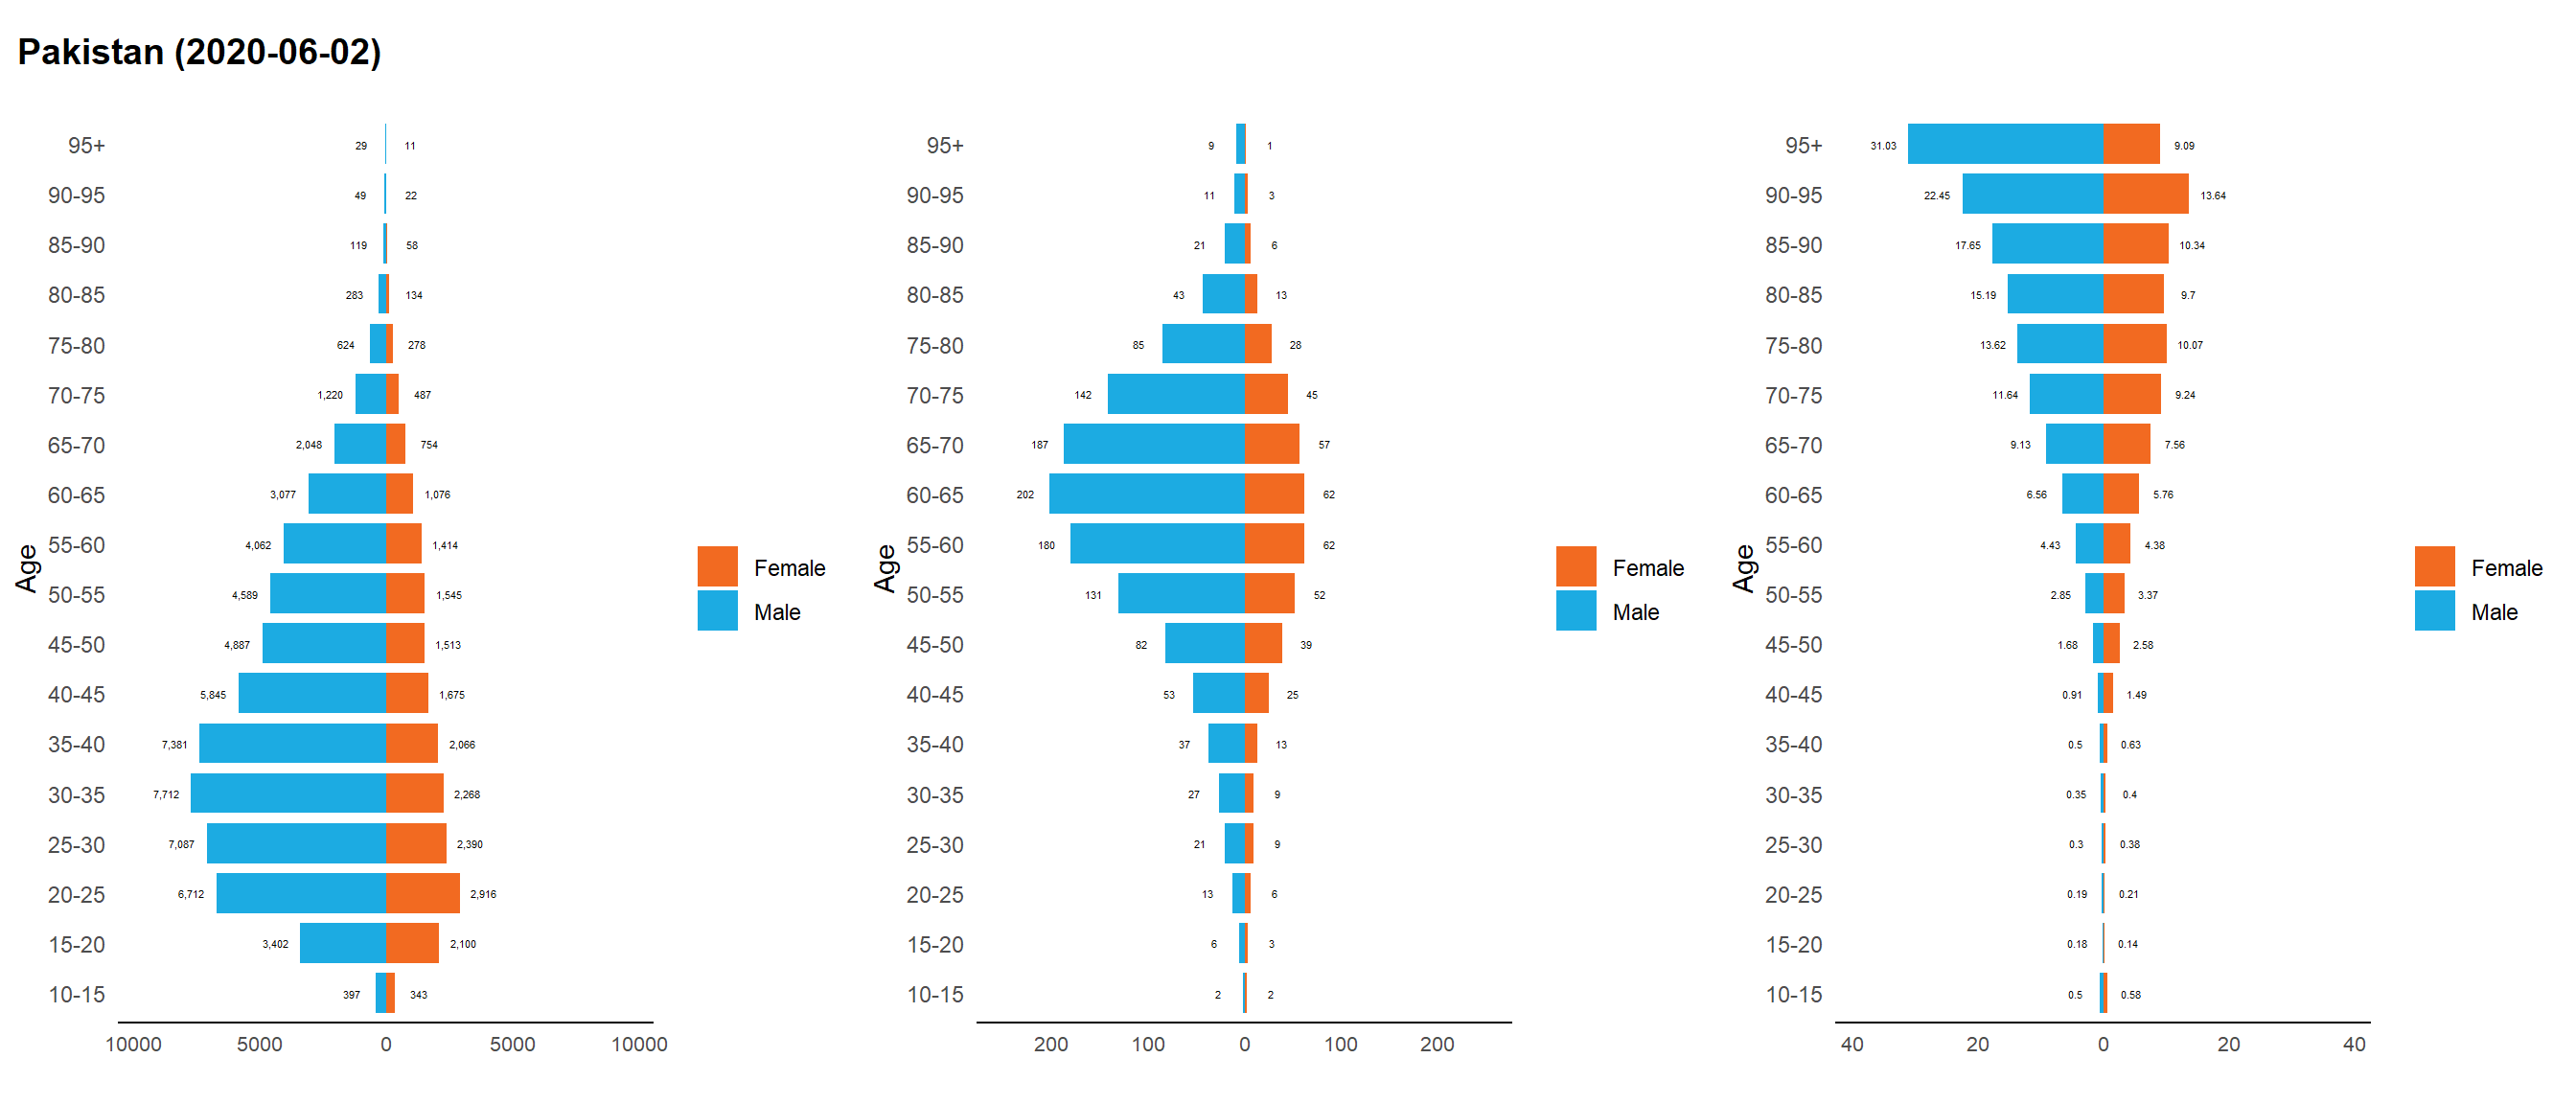 Pakistan (2020-06-02)
95+ 29 11
90-95 49 22
85-90 119 58
80-85 283 134
75-80 624 278
70-75 1,220 487
65-70 2,048 754
60-65 3,077 1,076
55-60 4,062 1,414
50-55 4,589 1,545
45-50 4,887 1,513
40-45 5,845 1,675
35-40 7,381 2,066
30-35 7,712 2,268
25-30 7,087 2,390
20-25 6,712 2,916
15-20 3,402 2,100
10-15 397 343
10000 5000 0 5000 10000
Age
Female
Male
95+ 9 1
90-95 11 3
85-90 21 6
80-85 43 13
75-80 85 28
70-75 142 45
65-70 187 57
60-65 202 62
55-60 180 62
50-55 131 52
45-50 82 39
40-45 53 25
35-40 37 13
30-35 27 9
25-30 21 9
20-25 13 6
15-20 6 3
10-15 2 2
200 100 0 100 200
Age
Female
Male
95+ 31.03 9.09
90-95 22.45 13.64
85-90 17.65 10.34
80-85 15.19 9.7
75-80 13.62 10.07
70-75 11.64 9.24
65-70 9.13 7.56
60-65 6.56 5.76
55-60 4.43 4.38
50-55 2.85 3.37
45-50 1.68 2.58
40-45 0.91 1.49
35-40 0.5 0.63
30-35 0.35 0.4
25-30 0.3 0.38
20-25 0.19 0.21
15-20 0.18 0.14
10-15 0.5 0.58
40 20 0 20 40
Age
Female
Male